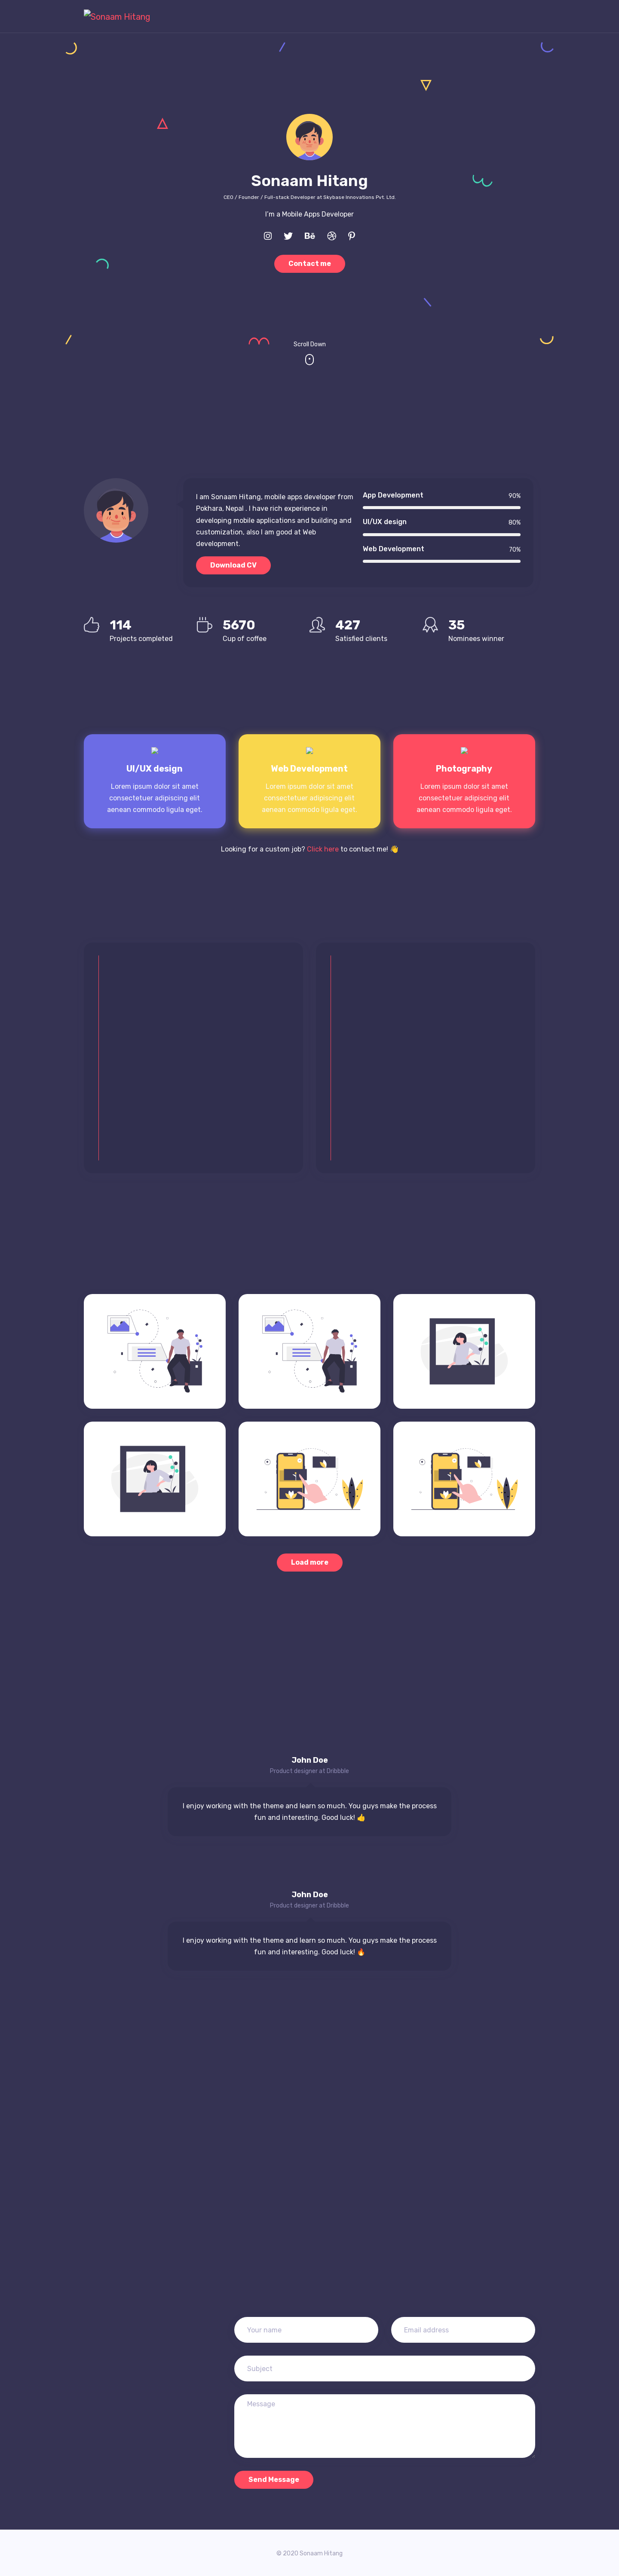 Sonaam Hitang
Sonaam Hitang
CEO / Founder / Full-stack Developer at Skybase Innovations Pvt. Ltd.
I'm a Mobile Apps Developer
Contact me
Scroll Down
I am Sonaam Hitang, mobile apps developer from
Pokhara, Nepal . I have rich experience in
developing mobile applications and building and
customization, also I am good at Web
development.
Download CV
App Development 90%
UI/UX design 80%
Web Development 70%
114
Projects completed
5670
Cup of coffee
427
Satisfied clients
35
Nominees winner
UI/UX design
Lorem ipsum dolor sit amet
consectetuer adipiscing elit
aenean commodo ligula eget.
Web Development
Lorem ipsum dolor sit amet
consectetuer adipiscing elit
aenean commodo ligula eget.
Photography
Lorem ipsum dolor sit amet
consectetuer adipiscing elit
aenean commodo ligula eget.
Looking for a custom job? Click here to contact me! 👋
Load more
John Doe
Product designer at Dribbble
I enjoy working with the theme and learn so much. You guys make the process
fun and interesting. Good luck! 👍
John Doe
Product designer at Dribbble
I enjoy working with the theme and learn so much. You guys make the process
fun and interesting. Good luck! 🔥
Your name
Email address
Subject
Message
Send Message
© 2020 Sonaam Hitang